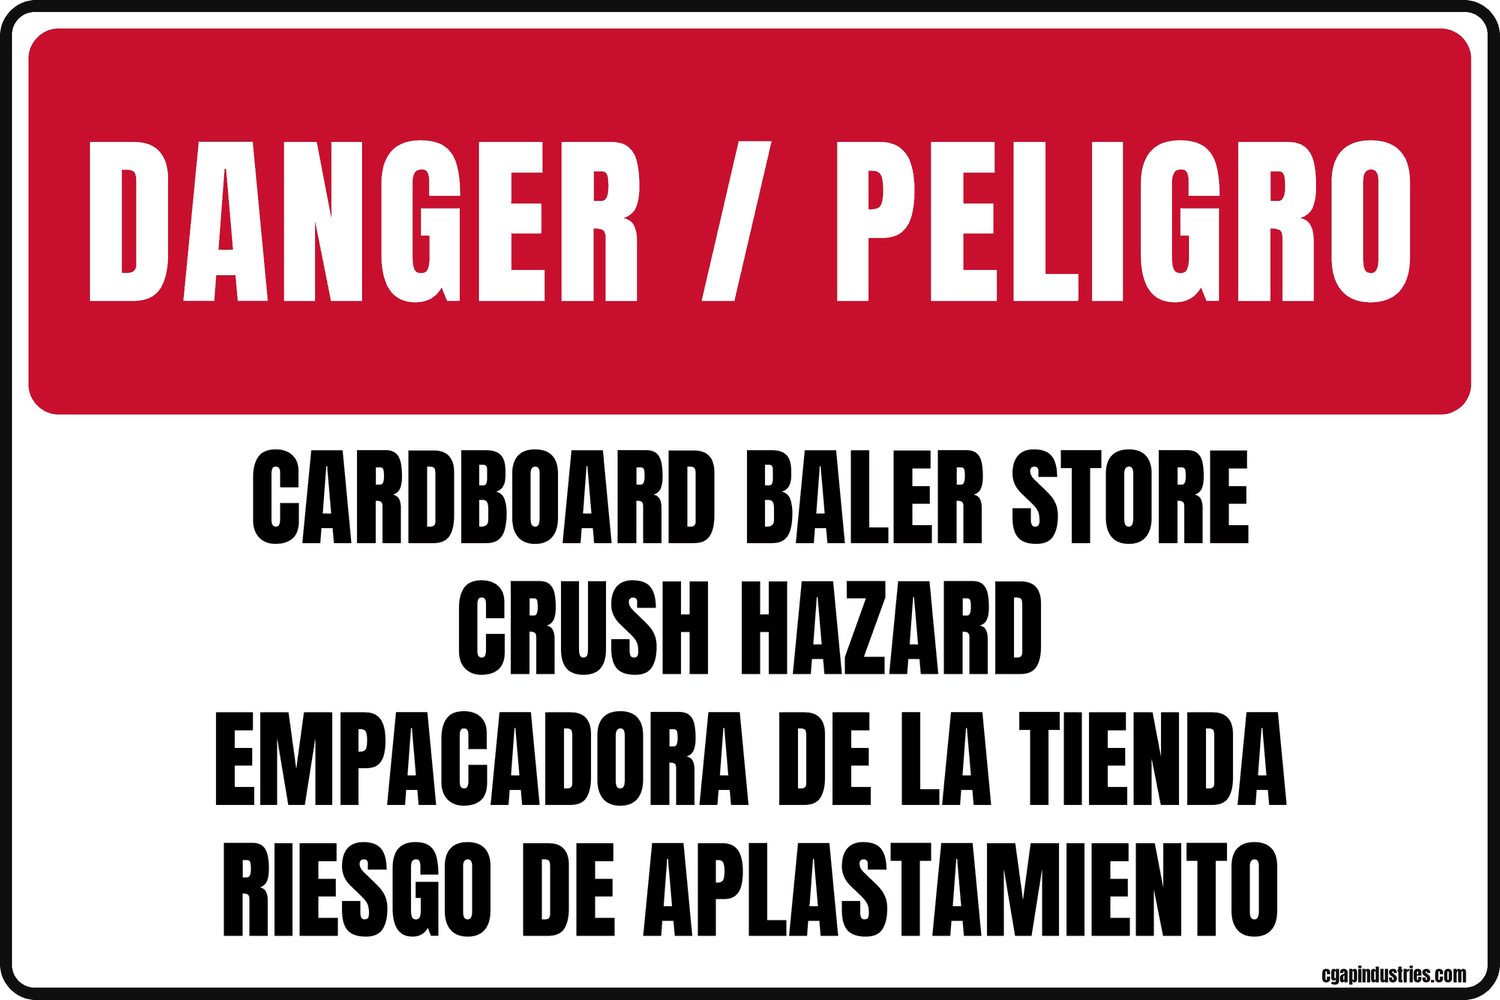 DANGER / PELIGRO
CARDBOARD BALER STORE
CRUSH HAZARD
EMPACADORA DE LA TIENDA
RIESGO DE APLASTAMIENTO
cgapindustries.com